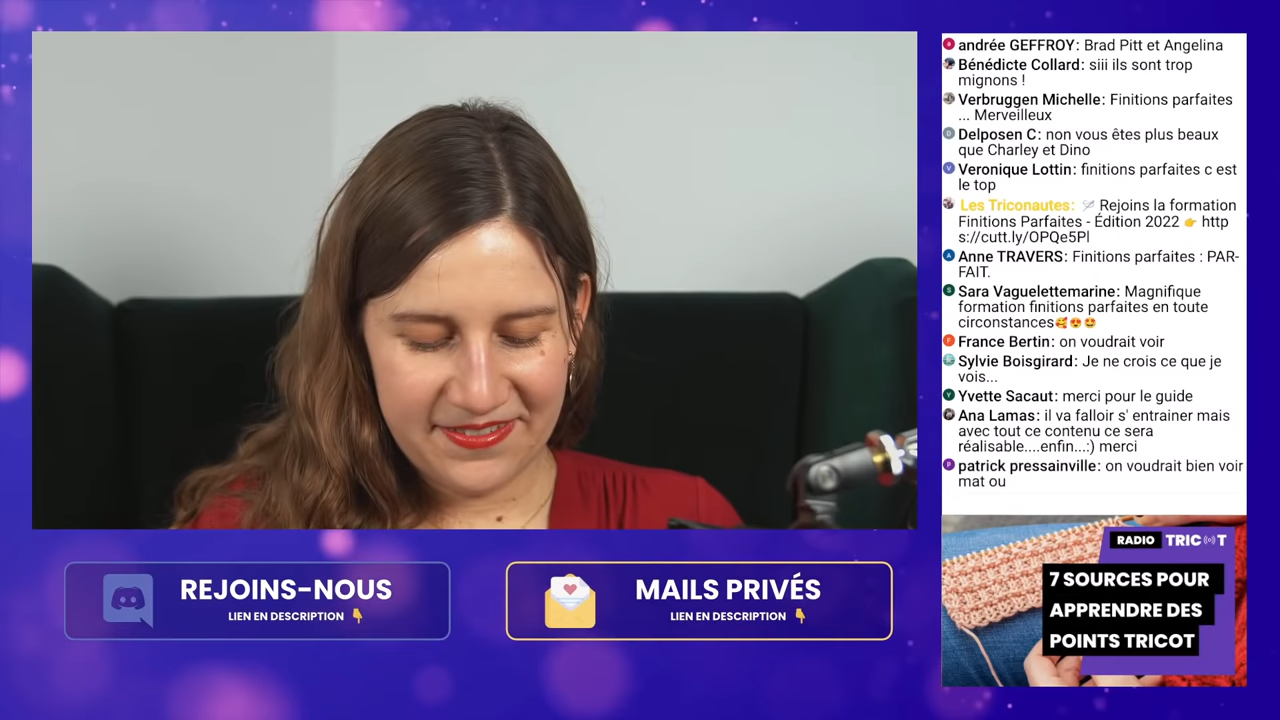 andrée GEFFROY: Brad Pitt et Angelina
Bénédicte Collard: siii ils sont trop
mignons !
Verbruggen Michelle: Finitions parfaites
... Merveilleux
Delposen C: non vous êtes plus beaux
que Charley et Dino
Veronique Lottin: finitions parfaites c est
le top
Les Triconautes: 🪡 Rejoins la formation
Finitions Parfaites - Édition 2022 👉 http
s://cutt.ly/OPQe5Pl
Anne TRAVERS: Finitions parfaites : PAR-
FAIT.
Sara Vaguelettemarine: Magnifique
formation finitions parfaites en toute
circonstances🥰😍🤩
France Bertin: on voudrait voir
Sylvie Boisgirard: Je ne crois ce que je
vois...
Yvette Sacaut: merci pour le guide
Ana Lamas: il va falloir s' entrainer mais
avec tout ce contenu ce sera
réalisable....enfin...:) merci
patrick pressainville: on voudrait bien voir
mat ou
REJOINS-NOUS
LIEN EN DESCRIPTION 👇
MAILS PRIVÉS
LIEN EN DESCRIPTION 👇
RADIO TRICOT
7 SOURCES POUR
APPRENDRE DES
POINTS TRICOT